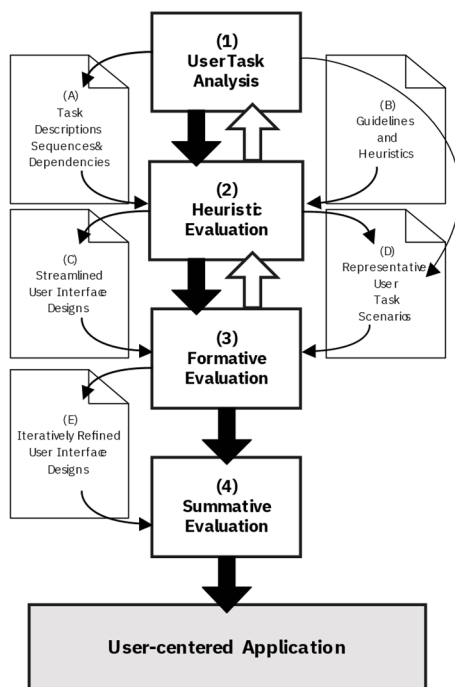 (1)
User Task
Analysis
(A)
Task
Descriptions
Sequences&
Dependencies
(B)
Guidelines
and
Heuristics
(2)
Heuristic
Evaluation
(C)
Streamlined
User Interface
Designs
(D)
Representative
User
Task
Scenarios
(3)
Formative
Evaluation
(E)
Iteratively Refined
User Interface
Designs
(4)
Summative
Evaluation
User-centered Application